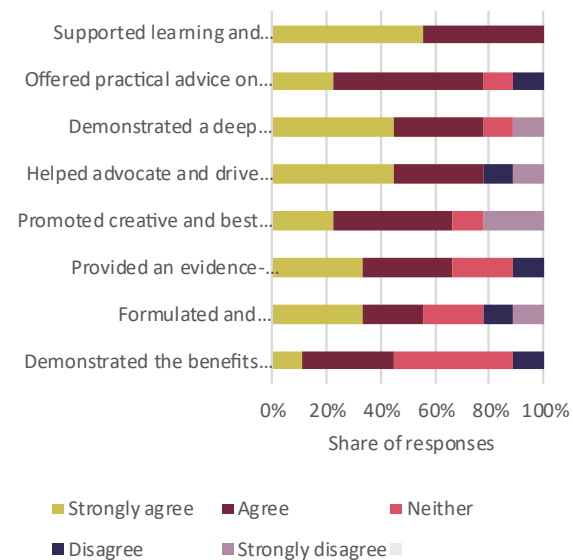 Supported learning and...
Offered practical advice on...
Demonstrated a deep...
Helped advocate and drive...
Promoted creative and best...
Provided an evidence-...
Formulated and...
Demonstrated the benefits...
0% 20% 40% 60% 80% 100%
Share of responses
Strongly agree Agree Neither
Disagree Strongly disagree